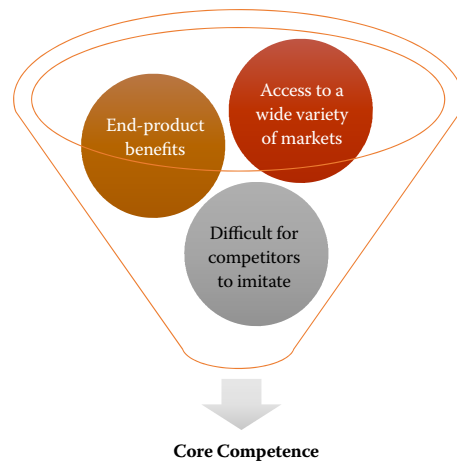 End-product
benefits
Access to a
wide variety
of markets
Difficult for
competitors
to imitate
Core Competence